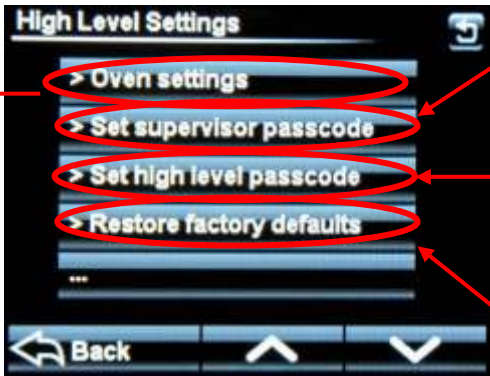 High Level Settings
> Oven settings
> Set supervisor passcode
> Set high level passcode
> Restore factory defaults
...
Back